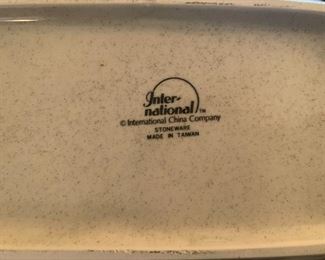 Inter-
national™
© International China Company
STONEWARE
MADE IN TAIWAN